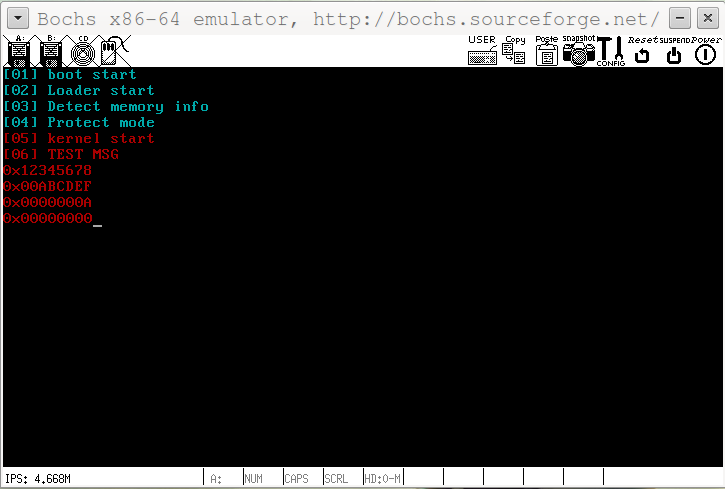 Bochs x86-64 emulator, http://bochs.sourceforge.net/
A: B: CD USER Copy Paste snapshot CONFIG Reset SUSPEND Power
[01] boot start
[02] Loader start
[03] Detect memory info
[04] Protect mode
[05] kernel start
[06] TEST MSG
0x12345678
0x00ABCDEF
0x0000000A
0x00000000_
IPS: 4.668M A: NUM CAPS SCRL HD:0-M